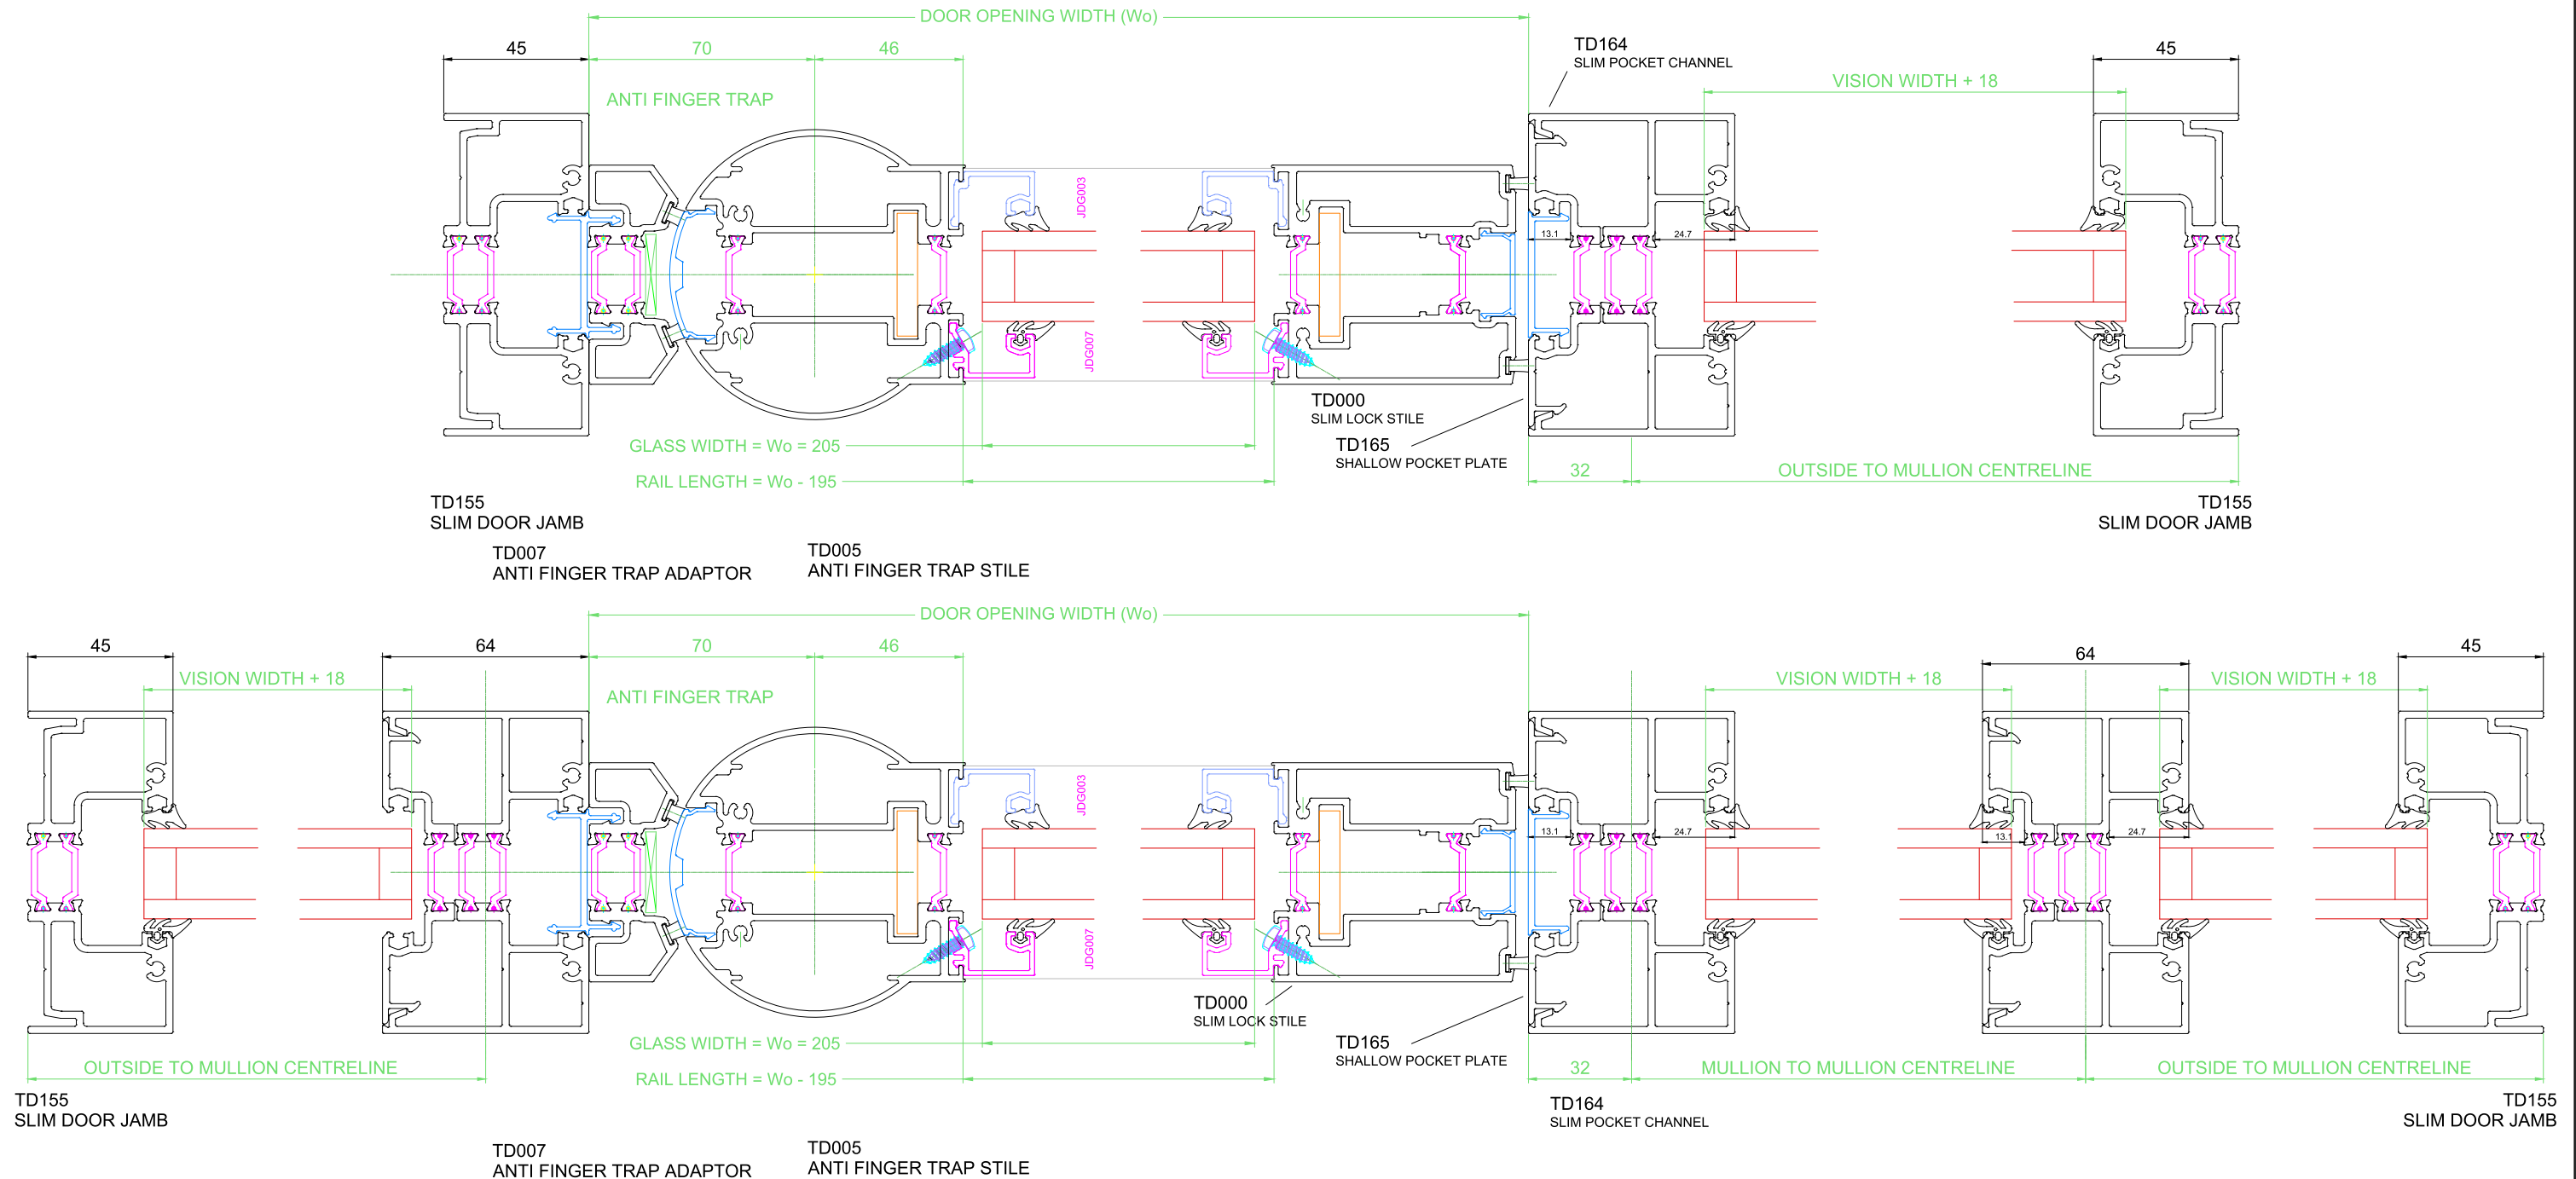 DOOR OPENING WIDTH (Wo)
45
70
46
TD164
SLIM POCKET CHANNEL
45
VISION WIDTH + 18
ANTI FINGER TRAP
JDG003
13.1
24.7
JDG007
TD000
SLIM LOCK STILE
TD165
SHALLOW POCKET PLATE
GLASS WIDTH = Wo = 205
RAIL LENGTH = Wo - 195
32
OUTSIDE TO MULLION CENTRELINE
TD155
SLIM DOOR JAMB
TD155
SLIM DOOR JAMB
TD007
ANTI FINGER TRAP ADAPTOR
TD005
ANTI FINGER TRAP STILE
DOOR OPENING WIDTH (Wo)
45
64
70
46
64
45
VISION WIDTH + 18
VISION WIDTH + 18
VISION WIDTH + 18
ANTI FINGER TRAP
JDG003
13.1
24.7
13.1
24.7
JDG007
TD000
SLIM LOCK STILE
TD165
SHALLOW POCKET PLATE
GLASS WIDTH = Wo = 205
RAIL LENGTH = Wo - 195
OUTSIDE TO MULLION CENTRELINE
32
MULLION TO MULLION CENTRELINE
OUTSIDE TO MULLION CENTRELINE
TD155
SLIM DOOR JAMB
TD164
SLIM POCKET CHANNEL
TD155
SLIM DOOR JAMB
TD007
ANTI FINGER TRAP ADAPTOR
TD005
ANTI FINGER TRAP STILE